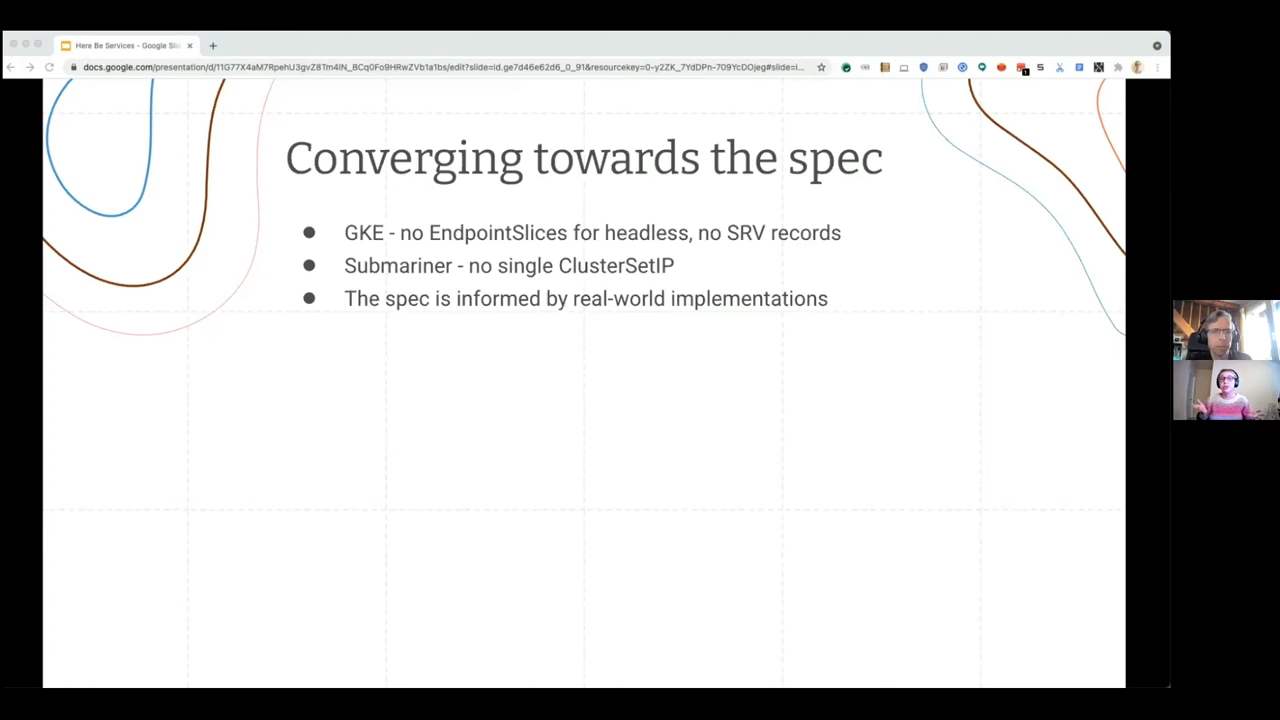 Here Be Services - Google Sli
docs.google.com/presentation/d/11G77X4aM7RpehU3gvZ8Tm4IN_BCq0Fo9HRwZVb1a1bs/edit?slide=id.ge7d46e62d6_0_91&resourcekey=0-y2ZK_7YdDPn-709YcDOjeg#slide=i...
Converging towards the spec
● GKE - no EndpointSlices for headless, no SRV records
● Submariner - no single ClusterSetIP
● The spec is informed by real-world implementations